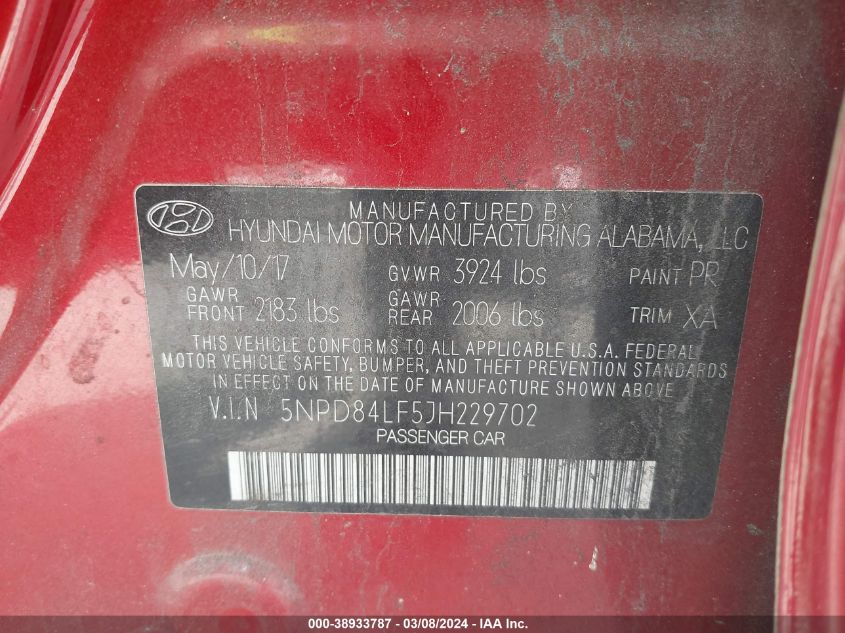 MANUFACTURED BY
HYUNDAI MOTOR MANUFACTURING ALABAMA, LLC
May/10/17 GVWR 3924 lbs PAINT PR
GAWR FRONT 2183 lbs GAWR REAR 2006 lbs TRIM XA
THIS VEHICLE CONFORMS TO ALL APPLICABLE U.S.A. FEDERAL
MOTOR VEHICLE SAFETY, BUMPER, AND THEFT PREVENTION STANDARDS
IN EFFECT ON THE DATE OF MANUFACTURE SHOWN ABOVE.
V.I.N 5NPD84LF5JH229702
PASSENGER CAR
000-38933787 - 03/08/2024 - IAA Inc.